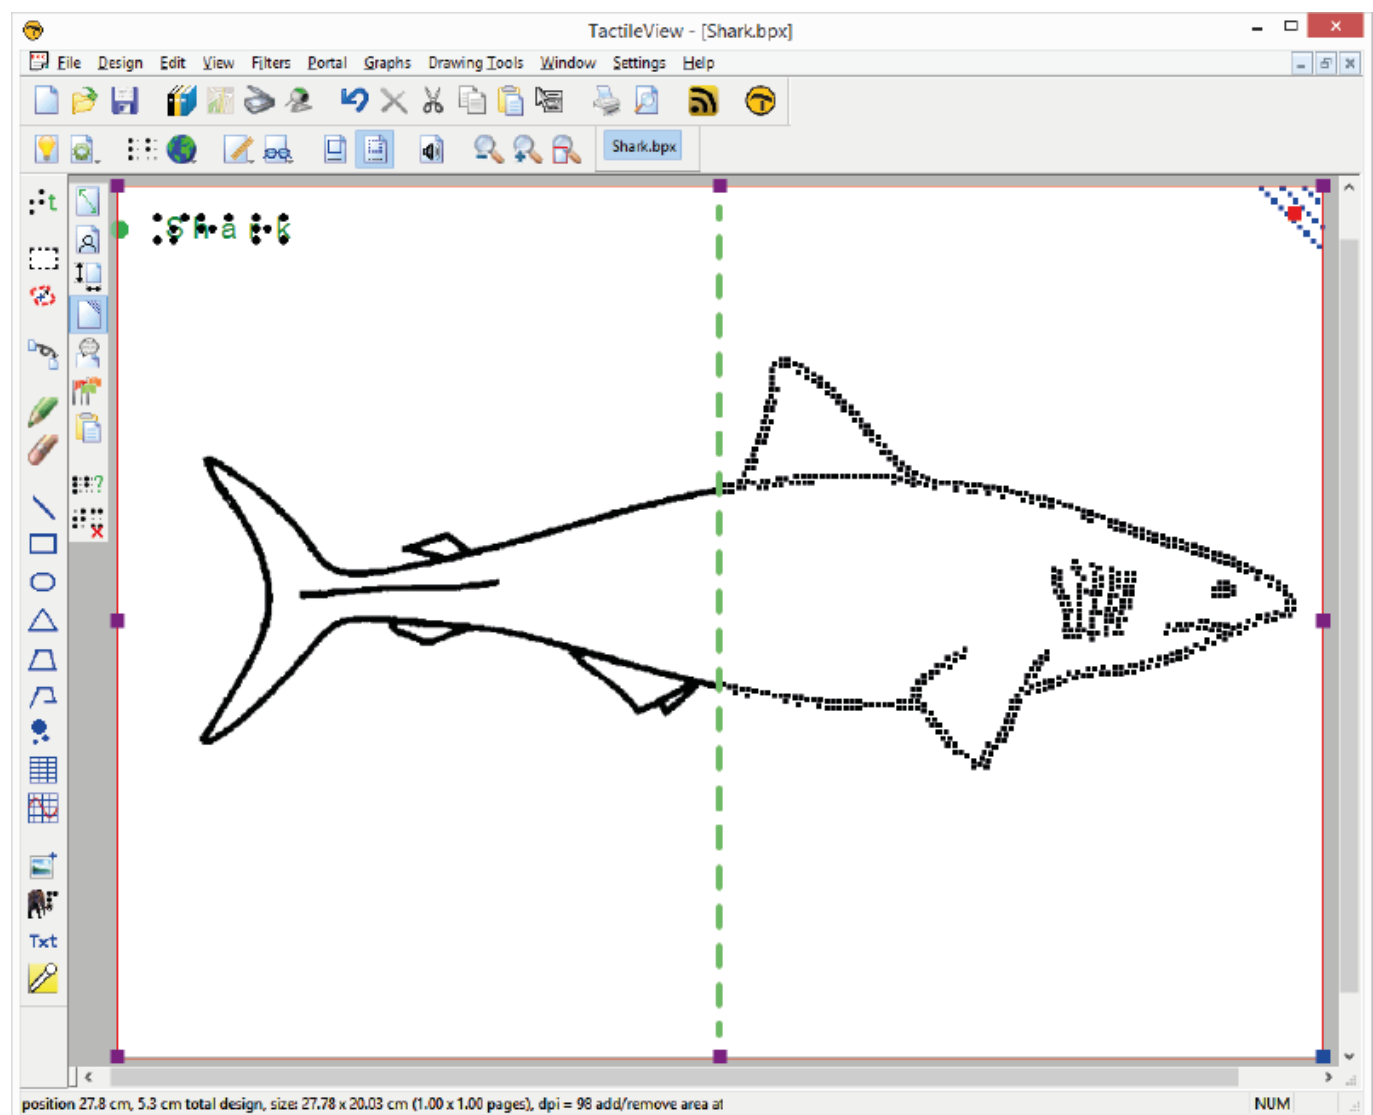 TactileView - [Shark.bpx]
File Design Edit View Filters Portal Graphs Drawing Tools Window Settings Help
Shark.bpx
t
Shark
?
Txt
position 27.8 cm, 5.3 cm total design, size: 27.78 x 20.03 cm (1.00 x 1.00 pages), dpi = 98 add/remove area at
NUM